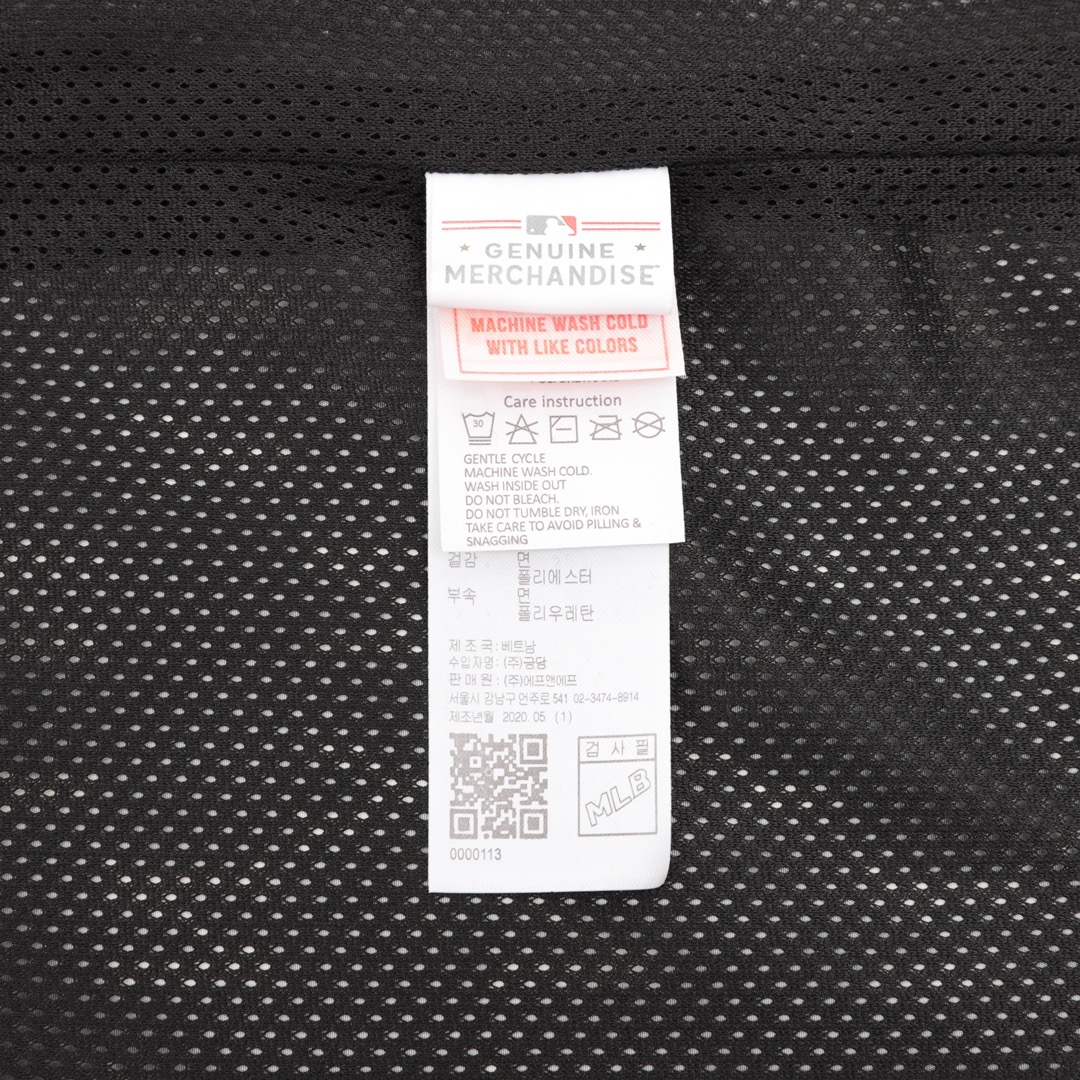 GENUINE
MERCHANDISE™
MACHINE WASH COLD
WITH LIKE COLORS
Care instruction
30
GENTLE CYCLE
MACHINE WASH COLD.
WASH INSIDE OUT
DO NOT BLEACH.
DO NOT TUMBLE DRY, IRON
TAKE CARE TO AVOID PILLING &
SNAGGING
겉감 면
폴리에스터
부속 면
폴리우레탄
제 조 국 : 베트남
수입자명 : (주)긍당
판 매 원 : (주)에프앤에프
서울시 강남구 언주로 541 02-3474-8914
제조년월 2020. 05 (1)
검 사 필
MLB
0000113